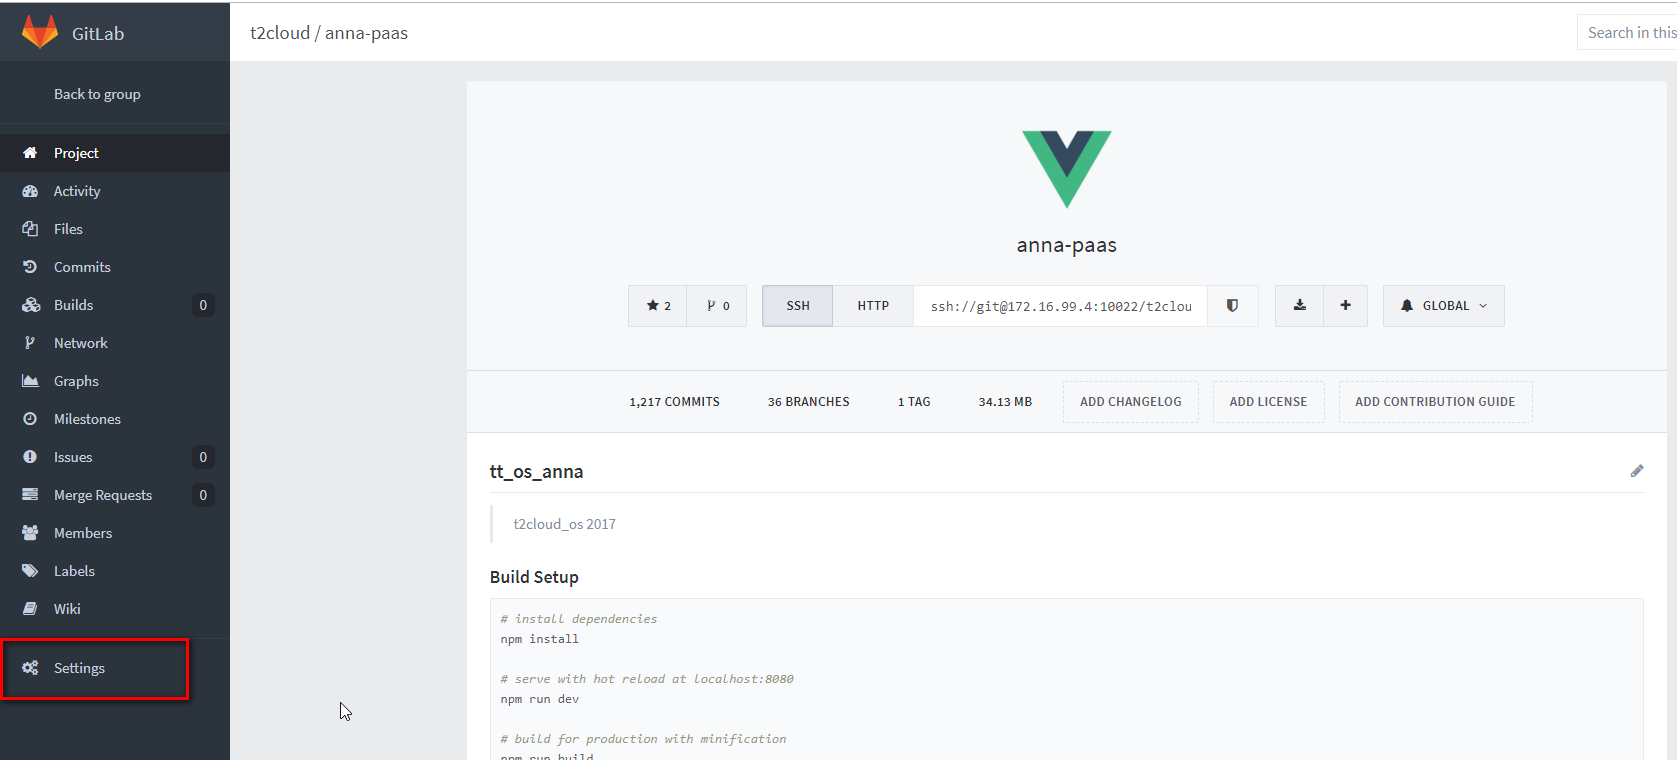 GitLab
t2cloud / anna-paas
Search in this
Back to group
Project
Activity
Files
Commits
Builds 0
Network
Graphs
Milestones
Issues 0
Merge Requests 0
Members
Labels
Wiki
Settings
anna-paas
2 0 SSH HTTP ssh://git@172.16.99.4:10022/t2clou GLOBAL
1,217 COMMITS 36 BRANCHES 1 TAG 34.13 MB ADD CHANGELOG ADD LICENSE ADD CONTRIBUTION GUIDE
tt_os_anna
t2cloud_os 2017
Build Setup
# install dependencies
npm install
# serve with hot reload at localhost:8080
npm run dev
# build for production with minification
npm run build